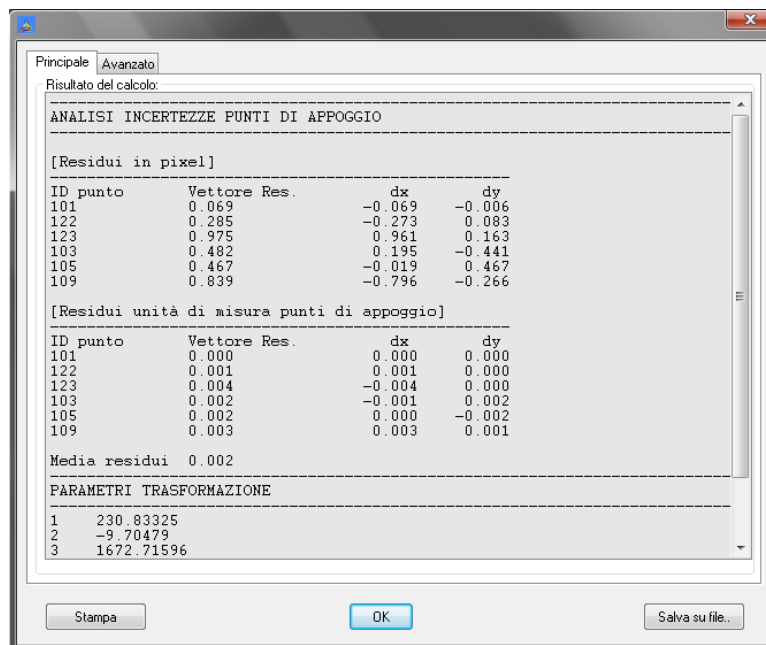 Principale Avanzato
Risultato del calcolo:
ANALISI INCERTEZZE PUNTI DI APPOGGIO
[Residui in pixel]
ID punto Vettore Res. dx dy
101 0.069 -0.069 -0.006
122 0.285 -0.273 0.083
123 0.975 0.961 0.163
103 0.482 0.195 -0.441
105 0.467 -0.019 0.467
109 0.839 -0.796 -0.266
[Residui unità di misura punti di appoggio]
ID punto Vettore Res. dx dy
101 0.000 0.000 0.000
122 0.001 0.001 0.000
123 0.004 -0.004 0.000
103 0.002 -0.001 0.002
105 0.002 0.000 -0.002
109 0.003 0.003 0.001
Media residui 0.002
PARAMETRI TRASFORMAZIONE
1 230.83325
2 -9.70479
3 1672.71596
Stampa OK Salva su file..